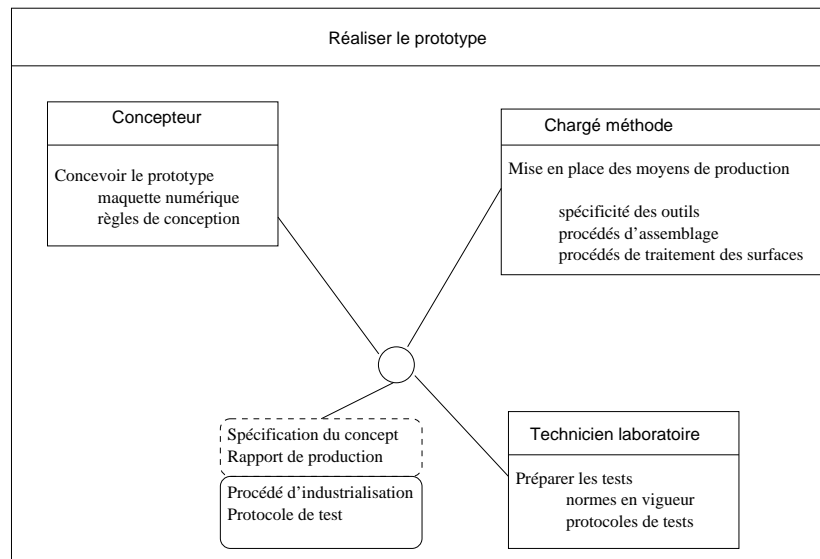 Réaliser le prototype
Concepteur
Concevoir le prototype
maquette numérique
règles de conception
Chargé méthode
Mise en place des moyens de production
spécificité des outils
procédés d'assemblage
procédés de traitement des surfaces
Spécification du concept
Rapport de production
Procédé d'industrialisation
Protocole de test
Technicien laboratoire
Préparer les tests
normes en vigueur
protocoles de tests